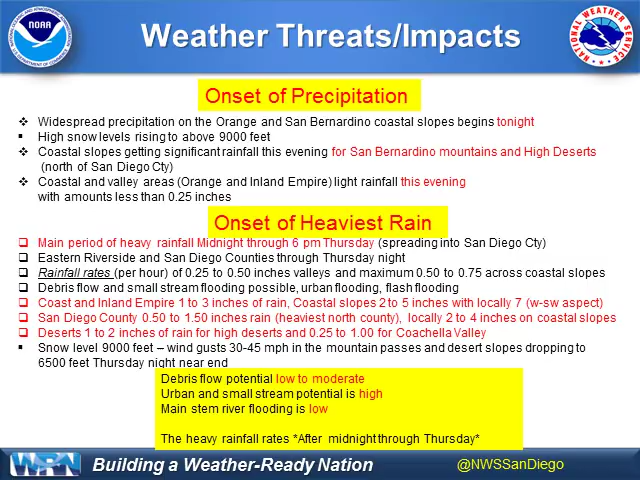 NOAA
Weather Threats/Impacts
NATIONAL WEATHER SERVICE
Onset of Precipitation
❖ Widespread precipitation on the Orange and San Bernardino coastal slopes begins tonight
▪ High snow levels rising to above 9000 feet
❖ Coastal slopes getting significant rainfall this evening for San Bernardino mountains and High Deserts
(north of San Diego Cty)
❖ Coastal and valley areas (Orange and Inland Empire) light rainfall this evening
with amounts less than 0.25 inches
Onset of Heaviest Rain
❑ Main period of heavy rainfall Midnight through 6 pm Thursday (spreading into San Diego Cty)
❑ Eastern Riverside and San Diego Counties through Thursday night
❑ Rainfall rates (per hour) of 0.25 to 0.50 inches valleys and maximum 0.50 to 0.75 across coastal slopes
❑ Debris flow and small stream flooding possible, urban flooding, flash flooding
❑ Coast and Inland Empire 1 to 3 inches of rain, Coastal slopes 2 to 5 inches with locally 7 (w-sw aspect)
❑ San Diego County 0.50 to 1.50 inches rain (heaviest north county), locally 2 to 4 inches on coastal slopes
❑ Deserts 1 to 2 inches of rain for high deserts and 0.25 to 1.00 for Coachella Valley
▪ Snow level 9000 feet – wind gusts 30-45 mph in the mountain passes and desert slopes dropping to
6500 feet Thursday night near end
Debris flow potential low to moderate
Urban and small stream potential is high
Main stem river flooding is low
The heavy rainfall rates *After midnight through Thursday*
WRN
Building a Weather-Ready Nation
@NWSSanDiego